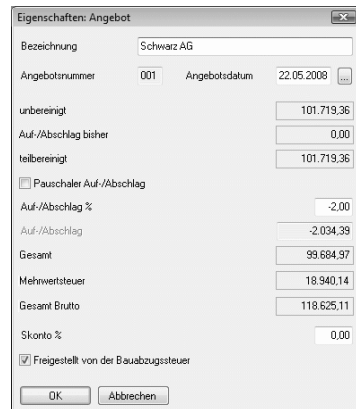 Eigenschaften: Angebot
Bezeichnung Schwarz AG
Angebotsnummer 001 Angebotsdatum 22.05.2008 ...
unbereinigt 101.719,36
Auf-/Abschlag bisher 0,00
teilbereinigt 101.719,36
Pauschaler Auf-/Abschlag
Auf-/Abschlag % -2,00
Auf-/Abschlag -2.034,39
Gesamt 99.684,97
Mehrwertsteuer 18.940,14
Gesamt Brutto 118.625,11
Skonto % 0,00
Freigestellt von der Bauabzugssteuer
OK Abbrechen